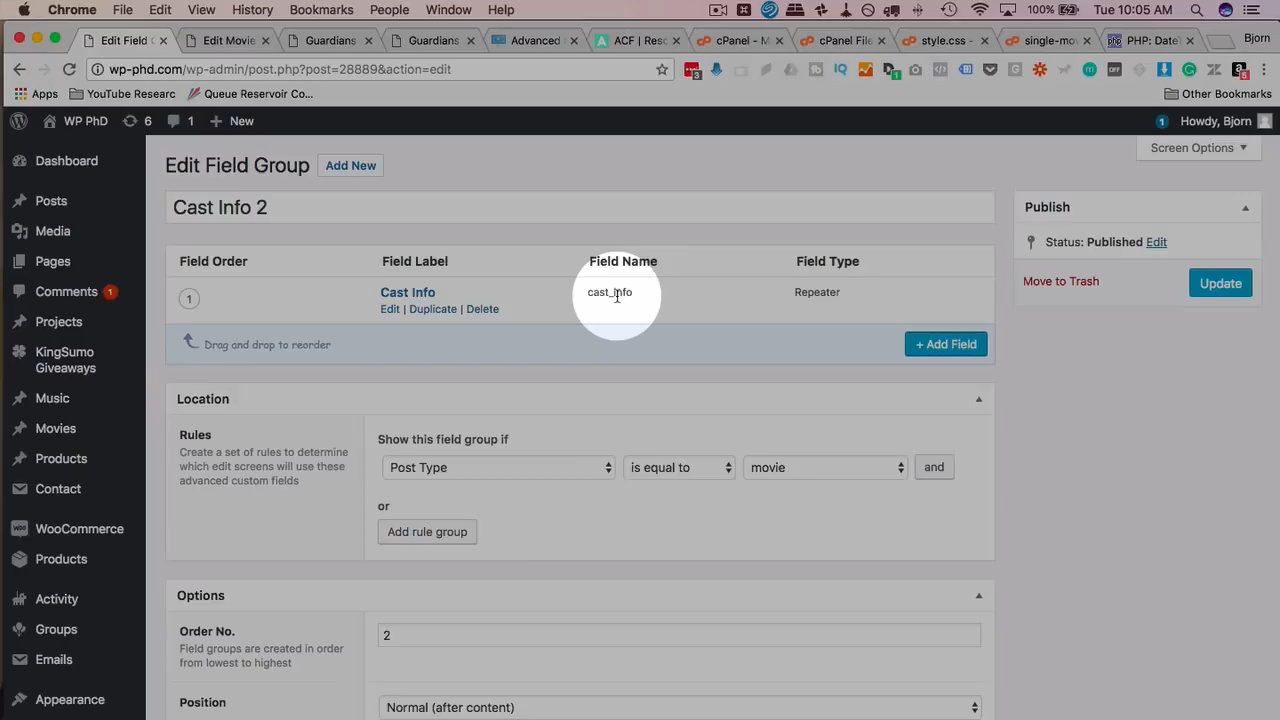 Chrome File Edit View History Bookmarks People Window Help 100% Tue 10:05 AM
Edit Field G Edit Movie Guardians Guardians Advanced ACF | Reso cPanel - M cPanel File style.css - single-mo PHP: DateT Bjorn
wp-phd.com/wp-admin/post.php?post=28889&action=edit
Apps YouTube Researc Queue Reservoir Co... Other Bookmarks
WP PhD 6 1 New 1 Howdy, Bjorn
Screen Options
Dashboard
Posts
Media
Pages
Comments 1
Projects
KingSumo
Giveaways
Music
Movies
Products
Contact
WooCommerce
Products
Activity
Groups
Emails
Appearance
Edit Field Group Add New
Cast Info 2
Field Order Field Label Field Name Field Type
1 Cast Info cast_info Repeater
Edit | Duplicate | Delete
Drag and drop to reorder + Add Field
Location
Rules
Create a set of rules to determine
which edit screens will use these
advanced custom fields
Show this field group if
Post Type is equal to movie and
or
Add rule group
Options
Order No.
Field groups are created in order
from lowest to highest
2
Position
Normal (after content)
Publish
Status: Published Edit
Move to Trash Update